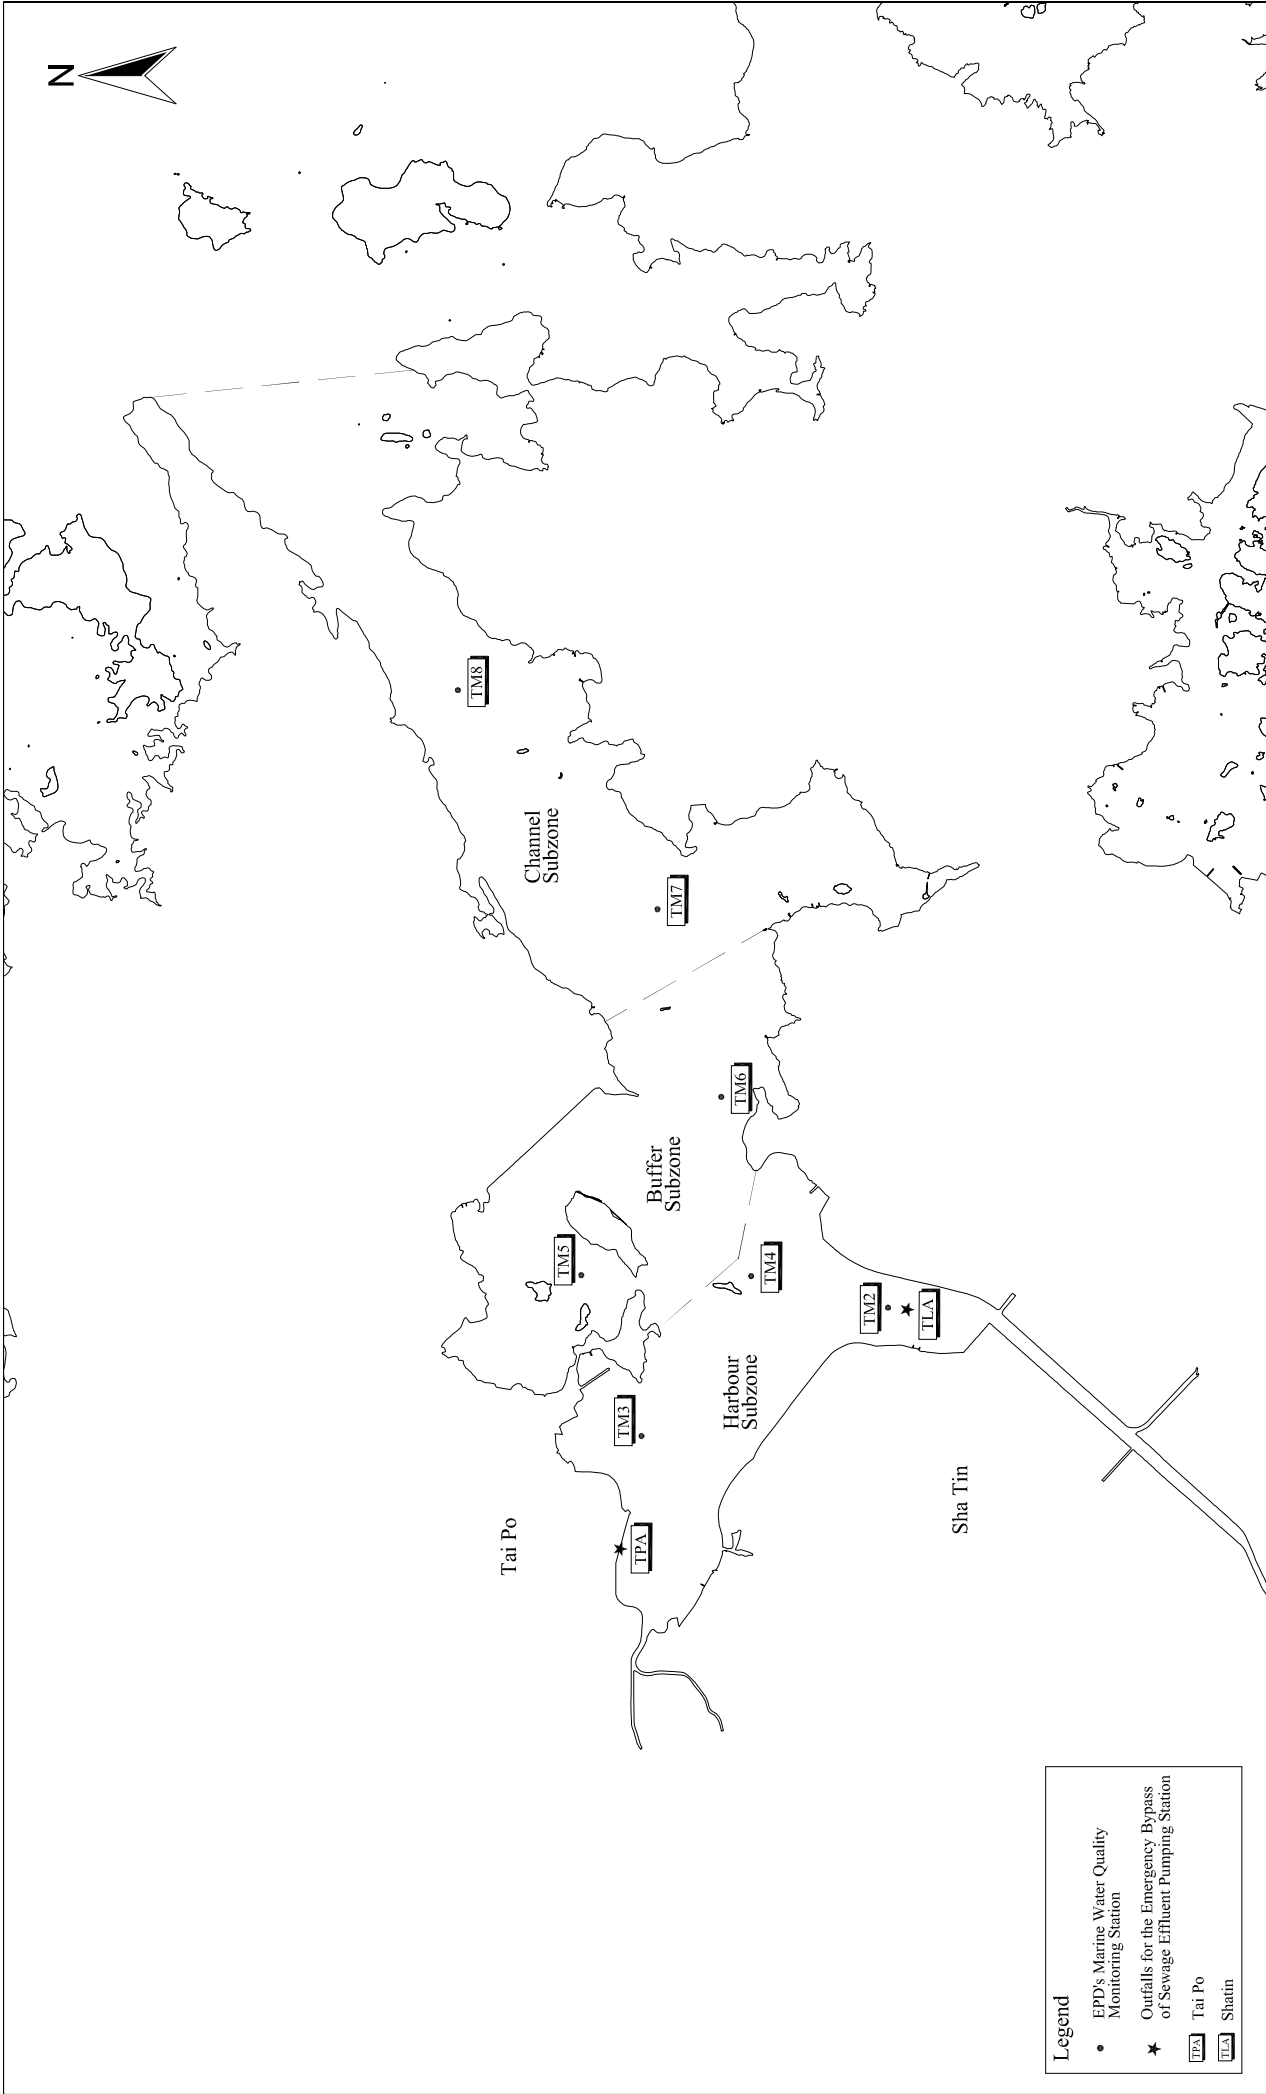 N
TM8
Channel
Subzone
TM7
TM6
Buffer
Subzone
TM5
TM4
TM2
TLA
Harbour
Subzone
TM3
TPA
Tai Po
Sha Tin
Legend
EPD's Marine Water Quality
Monitoring Station
Outfalls for the Emergency Bypass
of Sewage Effluent Pumping Station
TPA Tai Po
TLA Shatin